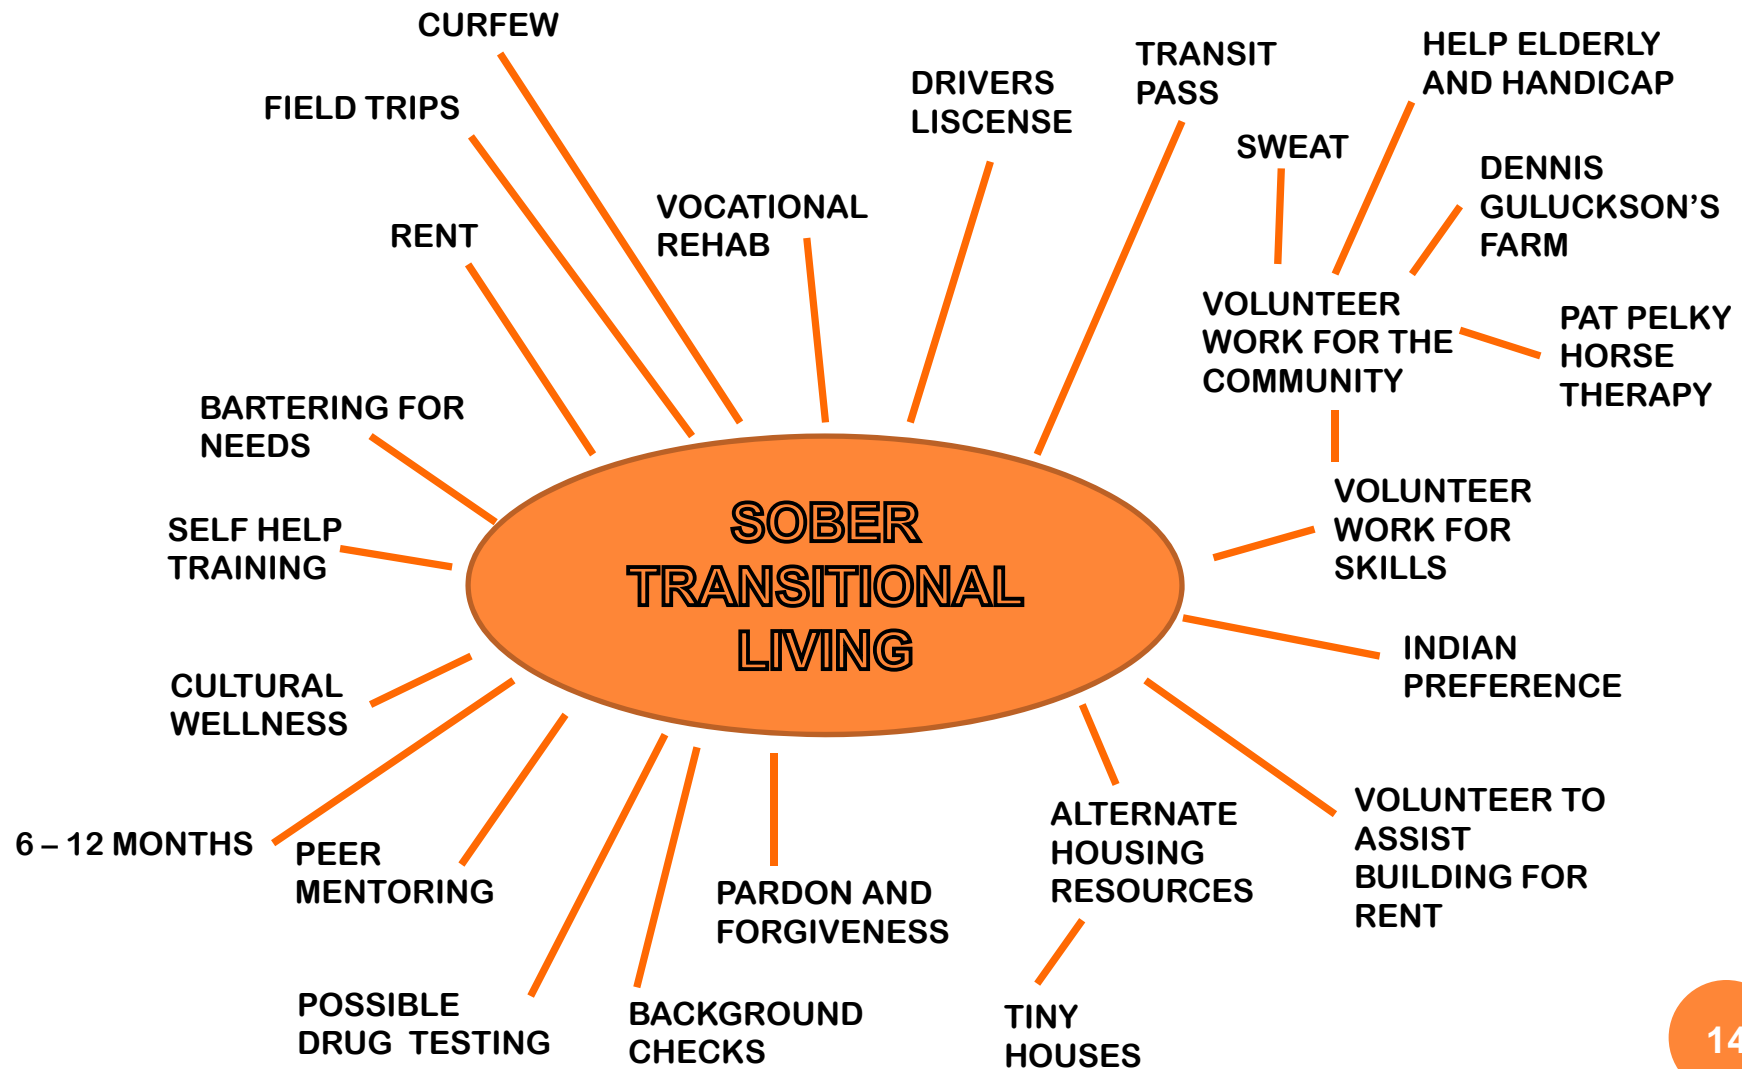 CURFEW
FIELD TRIPS
RENT
VOCATIONAL
REHAB
DRIVERS
LISCENSE
TRANSIT
PASS
HELP ELDERLY
AND HANDICAP
SWEAT
DENNIS
GULUCKSON’S
FARM
VOLUNTEER
WORK FOR THE
COMMUNITY
PAT PELKY
HORSE
THERAPY
BARTERING FOR
NEEDS
SELF HELP
TRAINING
SOBER
TRANSITIONAL
LIVING
VOLUNTEER
WORK FOR
SKILLS
INDIAN
PREFERENCE
CULTURAL
WELLNESS
6 – 12 MONTHS
PEER
MENTORING
PARDON AND
FORGIVENESS
ALTERNATE
HOUSING
RESOURCES
VOLUNTEER TO
ASSIST
BUILDING FOR
RENT
POSSIBLE
DRUG  TESTING
BACKGROUND
CHECKS
TINY
HOUSES
14